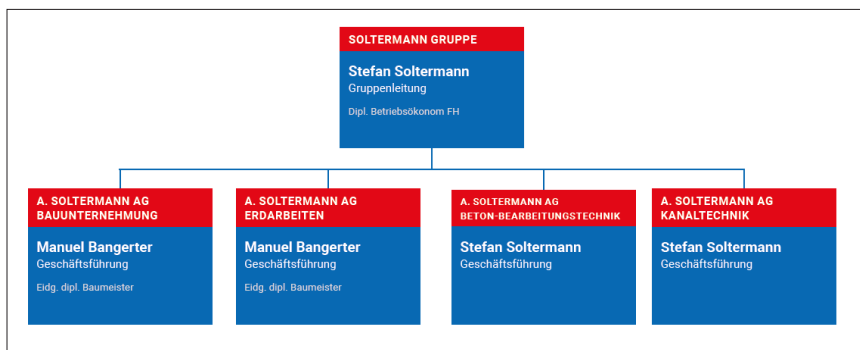 SOLTERMANN GRUPPE
Stefan Soltermann
Gruppenleitung
Dipl. Betriebsökonom FH
A. SOLTERMANN AG
BAUUNTERNEHMUNG
Manuel Bangerter
Geschäftsführung
Eidg. dipl. Baumeister
A. SOLTERMANN AG
ERDARBEITEN
Manuel Bangerter
Geschäftsführung
Eidg. dipl. Baumeister
A. SOLTERMANN AG
BETON-BEARBEITUNGSTECHNIK
Stefan Soltermann
Geschäftsführung
A. SOLTERMANN AG
KANALTECHNIK
Stefan Soltermann
Geschäftsführung